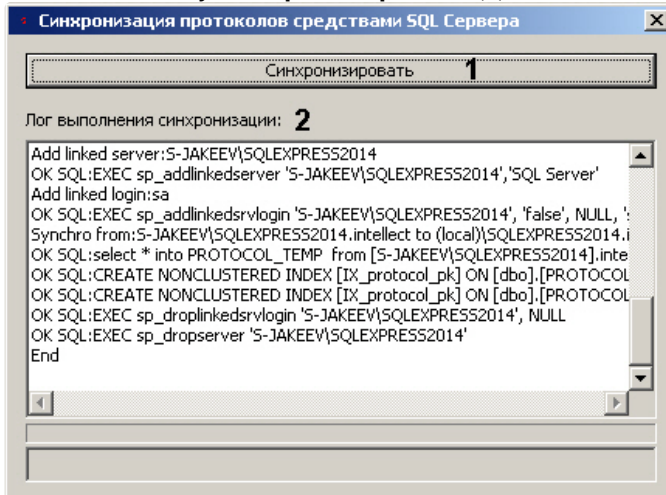 Синхронизация протоколов средствами SQL Сервера
Синхронизировать 1
Лог выполнения синхронизации: 2
Add linked server:S-JAKEEV\SQLEXPRESS2014
OK SQL:EXEC sp_addlinkedserver 'S-JAKEEV\SQLEXPRESS2014','SQL Server'
Add linked login:sa
OK SQL:EXEC sp_addlinkedsrvlogin 'S-JAKEEV\SQLEXPRESS2014', 'false', NULL, '
Synchro from:S-JAKEEV\SQLEXPRESS2014.intellect to (local)\SQLEXPRESS2014.i
OK SQL:select * into PROTOCOL_TEMP from [S-JAKEEV\SQLEXPRESS2014].inte
OK SQL:CREATE NONCLUSTERED INDEX [IX_protocol_pk] ON [dbo].[PROTOCOL
OK SQL:CREATE NONCLUSTERED INDEX [IX_protocol_pk] ON [dbo].[PROTOCOL
OK SQL:EXEC sp_droplinkedsrvlogin 'S-JAKEEV\SQLEXPRESS2014', NULL
OK SQL:EXEC sp_dropserver 'S-JAKEEV\SQLEXPRESS2014'
End